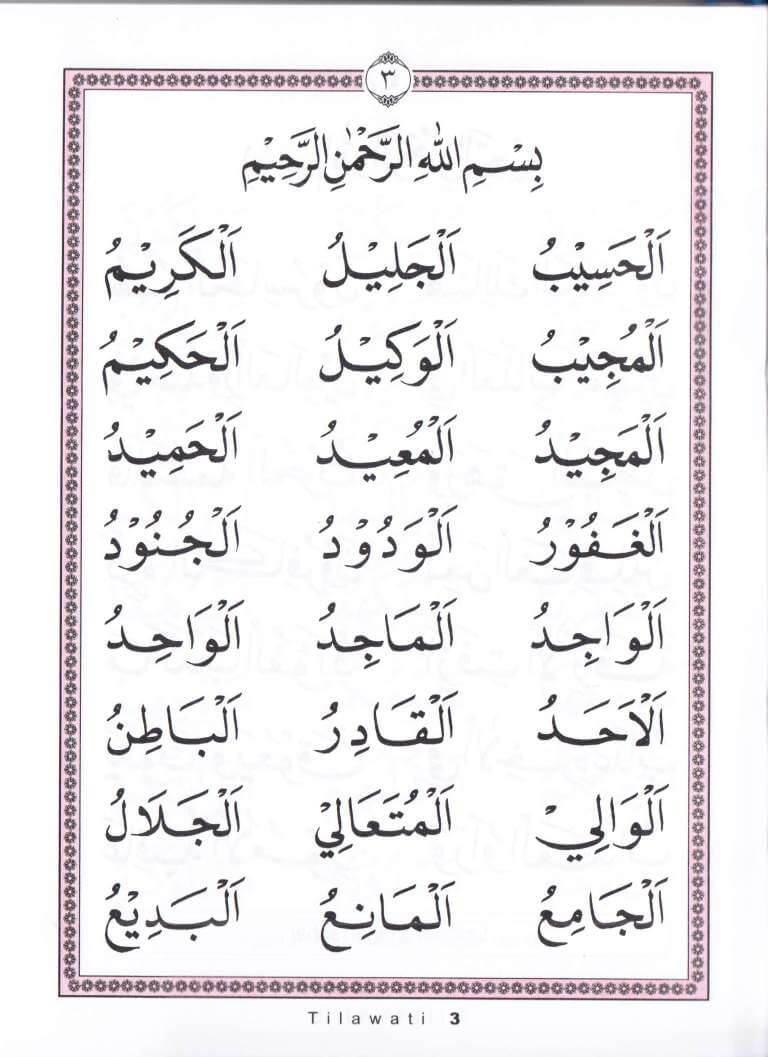 ٣
بِسْمِ اللّٰهِ الرَّحْمٰنِ الرَّحِيْمِ
اَلْحَسِيْبُ اَلْجَلِيْلُ اَلْكَرِيْمُ
اَلْمُجِيْبُ اَلْوَكِيْلُ اَلْحَكِيْمُ
اَلْمَجِيْدُ اَلْمُعِيْدُ اَلْحَمِيْدُ
اَلْغَفُوْرُ اَلْوَدُوْدُ اَلْجُنُوْدُ
اَلْوَاجِدُ اَلْمَاجِدُ اَلْوَاحِدُ
اَلْاَحَدُ اَلْقَادِرُ اَلْبَاطِنُ
اَلْوَالِيْ اَلْمُتَعَالِيْ اَلْجَلَالُ
اَلْجَامِعُ اَلْمَانِعُ اَلْبَدِيْعُ
Tilawati 3